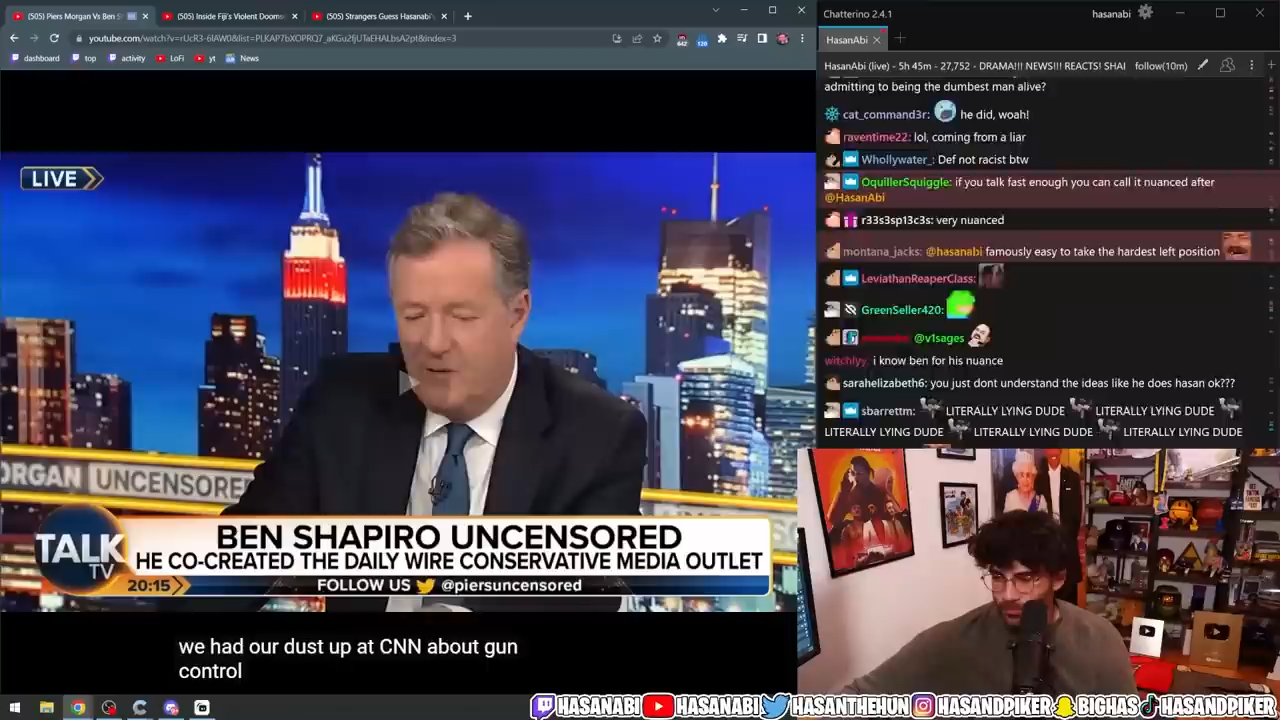 (505) Piers Morgan Vs Ben S
(505) Inside Fiji's Violent Dooms
(505) Strangers Guess Hasanabi's
youtube.com/watch?v=rUcR3-6lAW0&list=PLKAP7bXOPRQ7_aKGu2fjUTaEHALbsA2pt&index=3
dashboard
top
activity
LoFi
yt
News
LIVE
ORGAN UNCENSORED
BEN SHAPIRO UNCENSORED
HE CO-CREATED THE DAILY WIRE CONSERVATIVE MEDIA OUTLET
TALK TV
20:15
FOLLOW US @piersuncensored
we had our dust up at CNN about gun
control
Chatterino 2.4.1
hasanabi
HasanAbi
HasanAbi (live) - 5h 45m - 27,752 - DRAMA!!! NEWS!!! REACTS! SHAI follow(10m)
admitting to being the dumbest man alive?
cat_command3r: he did, woah!
raventime22: lol, coming from a liar
Whollywater_: Def not racist btw
OquillerSquiggle: if you talk fast enough you can call it nuanced after
@HasanAbi
r33s3sp13c3s: very nuanced
montana_jacks: @hasanabi famously easy to take the hardest left position
LeviathanReaperClass:
GreenSeller420:
@v1sages
witchlyy: i know ben for his nuance
sarahelizabeth6: you just dont understand the ideas like he does hasan ok???
sbarrettm: LITERALLY LYING DUDE LITERALLY LYING DUDE
LITERALLY LYING DUDE LITERALLY LYING DUDE LITERALLY LYING DUDE
HASANABI HASANABI HASANTHEHUN HASANDPIKER BIGHAS HASANDPIKER